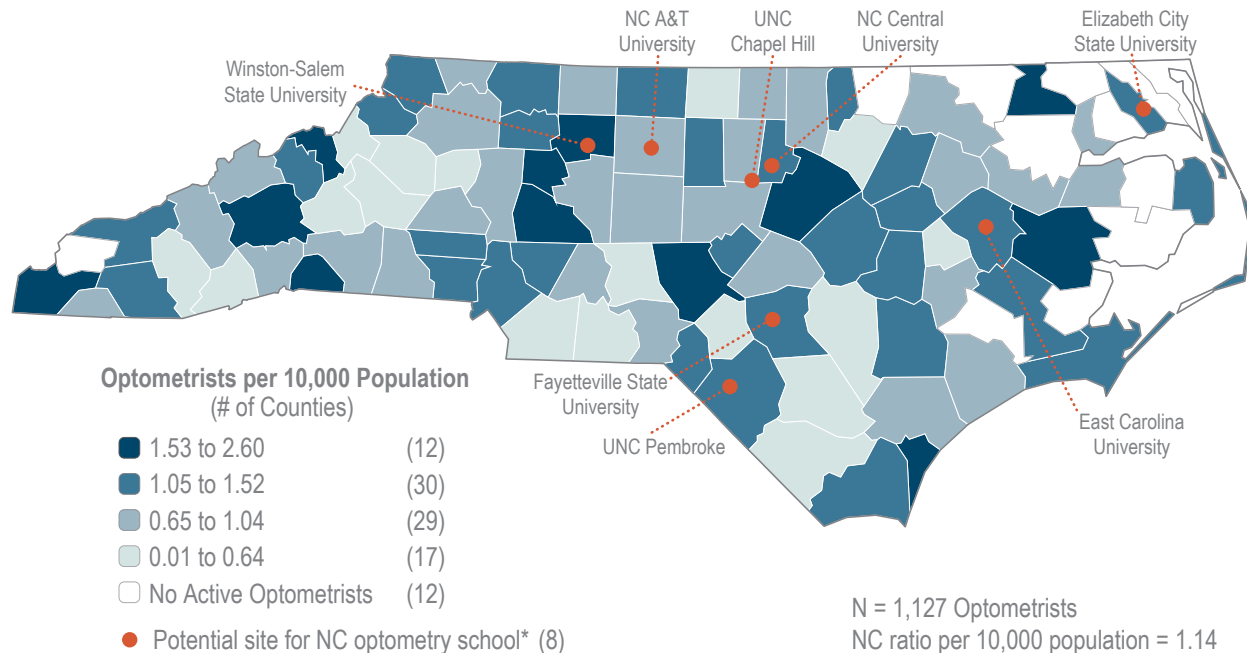 NC A&T
University
UNC
Chapel Hill
NC Central
University
Elizabeth City
State University
Winston-Salem
State University
Fayetteville State
University
UNC Pembroke
East Carolina
University
Optometrists per 10,000 Population
(# of Counties)
1.53 to 2.60 (12)
1.05 to 1.52 (30)
0.65 to 1.04 (29)
0.01 to 0.64 (17)
No Active Optometrists (12)
Potential site for NC optometry school* (8)
N = 1,127 Optometrists
NC ratio per 10,000 population = 1.14